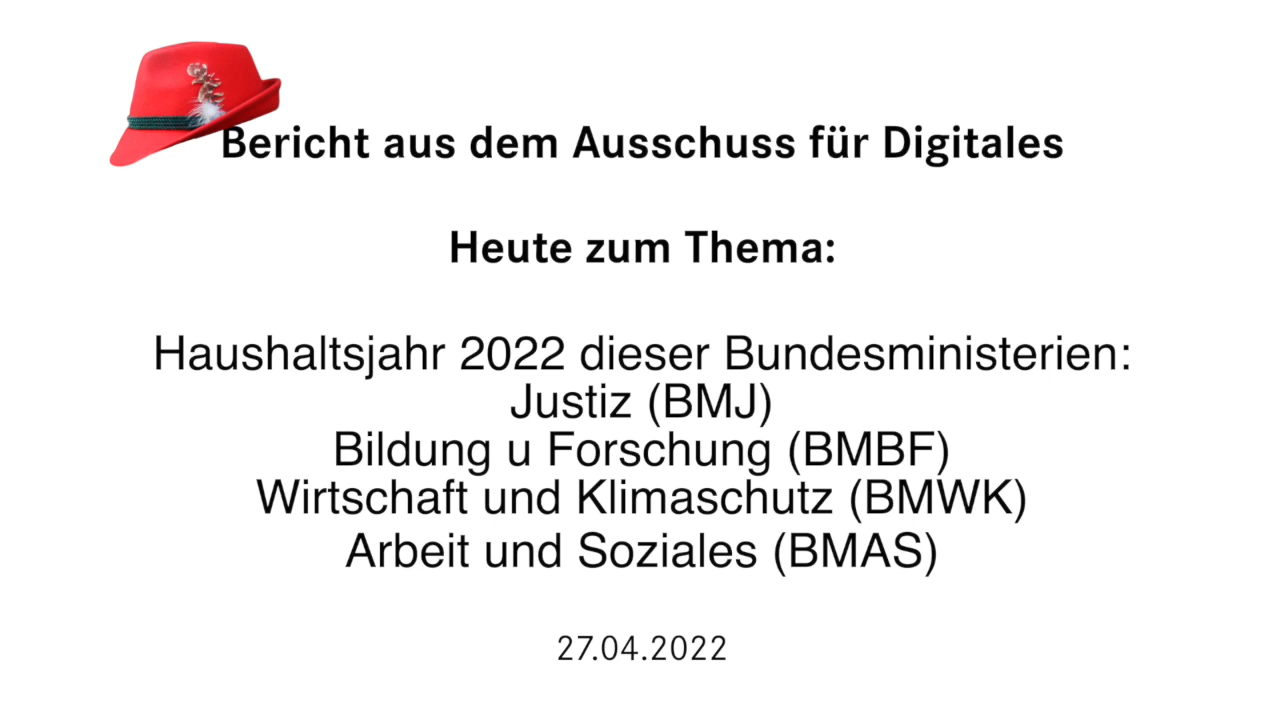 Bericht aus dem Ausschuss für Digitales
Heute zum Thema:
Haushaltsjahr 2022 dieser Bundesministerien:
Justiz (BMJ)
Bildung u Forschung (BMBF)
Wirtschaft und Klimaschutz (BMWK)
Arbeit und Soziales (BMAS)
27.04.2022